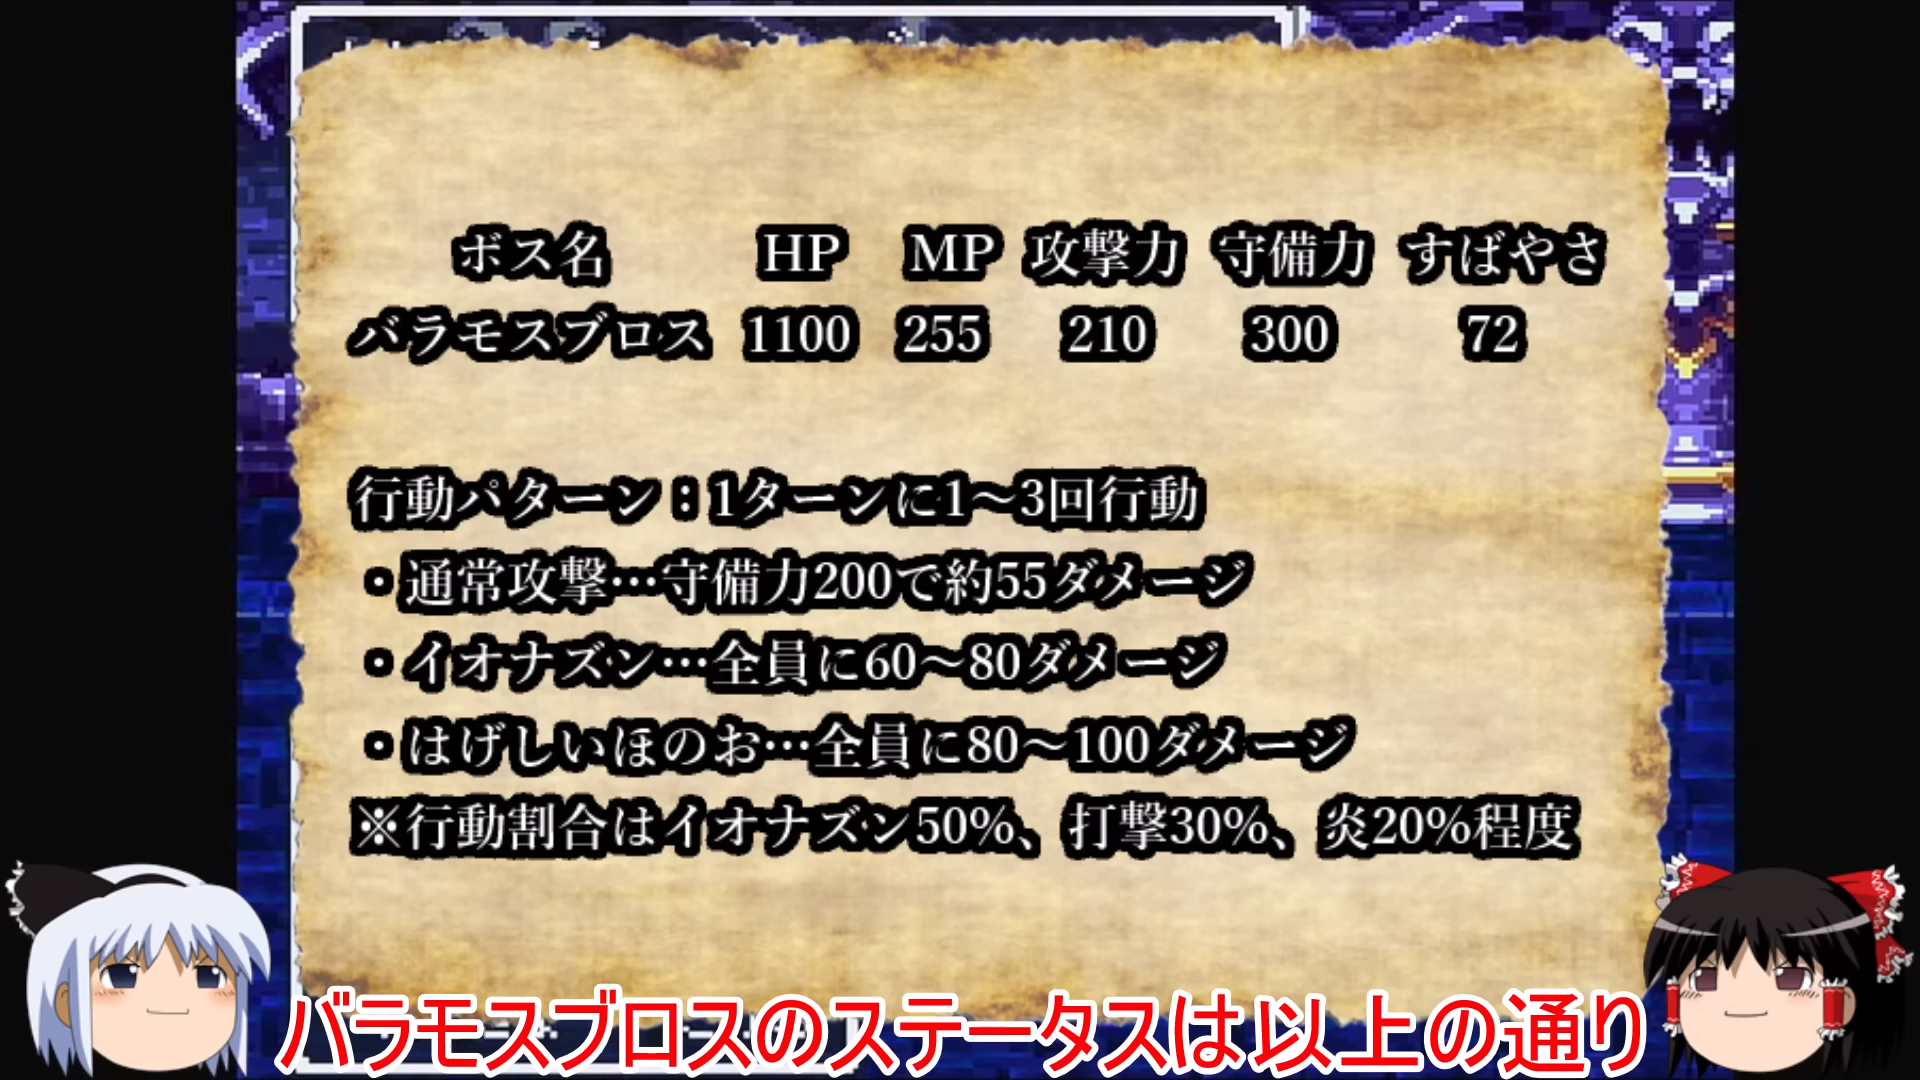 ボス名 HP MP 攻撃力 守備力 すばやさ
バラモスブロス 1100 255 210 300 72
行動パターン：1ターンに1～3回行動
・通常攻撃…守備力200で約55ダメージ
・イオナズン…全員に60～80ダメージ
・はげしいほのお…全員に80～100ダメージ
※行動割合はイオナズン50%、打撃30%、炎20%程度
バラモスブロスのステータスは以上の通り